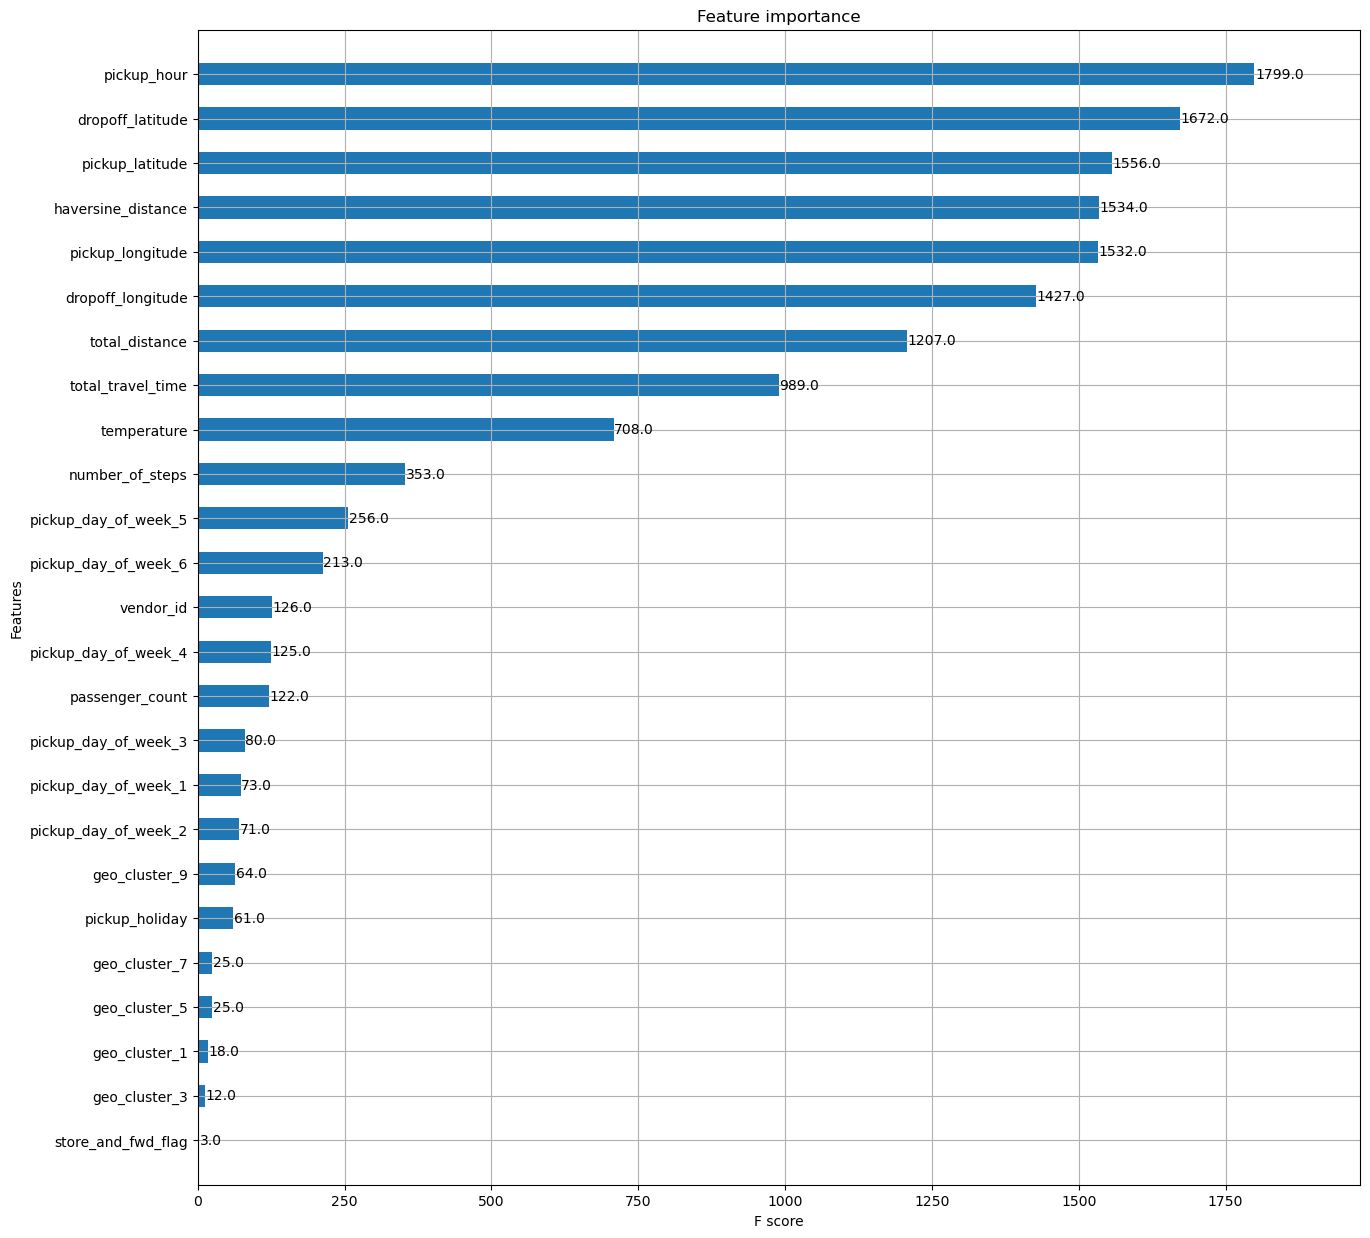 Feature importance
pickup_hour 1799.0
dropoff_latitude 1672.0
pickup_latitude 1556.0
haversine_distance 1534.0
pickup_longitude 1532.0
dropoff_longitude 1427.0
total_distance 1207.0
total_travel_time 989.0
temperature 708.0
number_of_steps 353.0
pickup_day_of_week_5 256.0
pickup_day_of_week_6 213.0
Features
vendor_id 126.0
pickup_day_of_week_4 125.0
passenger_count 122.0
pickup_day_of_week_3 80.0
pickup_day_of_week_1 73.0
pickup_day_of_week_2 71.0
geo_cluster_9 64.0
pickup_holiday 61.0
geo_cluster_7 25.0
geo_cluster_5 25.0
geo_cluster_1 18.0
geo_cluster_3 12.0
store_and_fwd_flag 3.0
0 250 500 750 1000 1250 1500 1750
F score